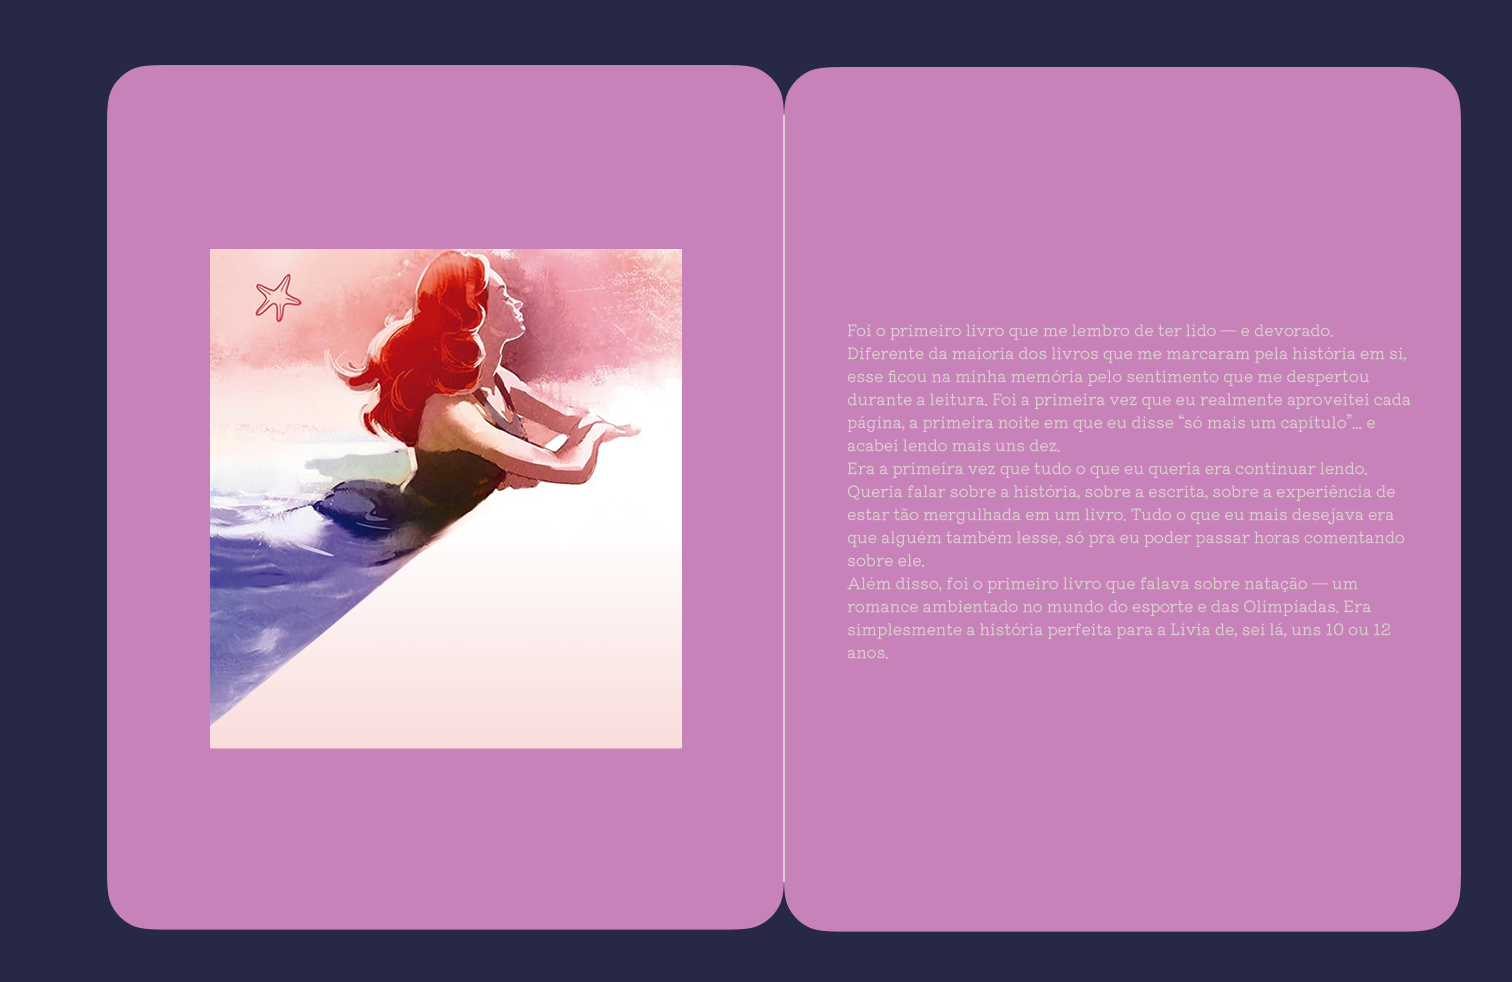 Foi o primeiro livro que me lembro de ter lido — e devorado.
Diferente da maioria dos livros que me marcaram pela história em si,
esse ficou na minha memória pelo sentimento que me despertou
durante a leitura. Foi a primeira vez que eu realmente aproveitei cada
página, a primeira noite em que eu disse “só mais um capítulo”... e
acabei lendo mais uns dez.
Era a primeira vez que tudo o que eu queria era continuar lendo.
Queria falar sobre a história, sobre a escrita, sobre a experiência de
estar tão mergulhada em um livro. Tudo o que eu mais desejava era
que alguém também lesse, só pra eu poder passar horas comentando
sobre ele.
Além disso, foi o primeiro livro que falava sobre natação — um
romance ambientado no mundo do esporte e das Olimpíadas. Era
simplesmente a história perfeita para a Lívia de, sei lá, uns 10 ou 12
anos.